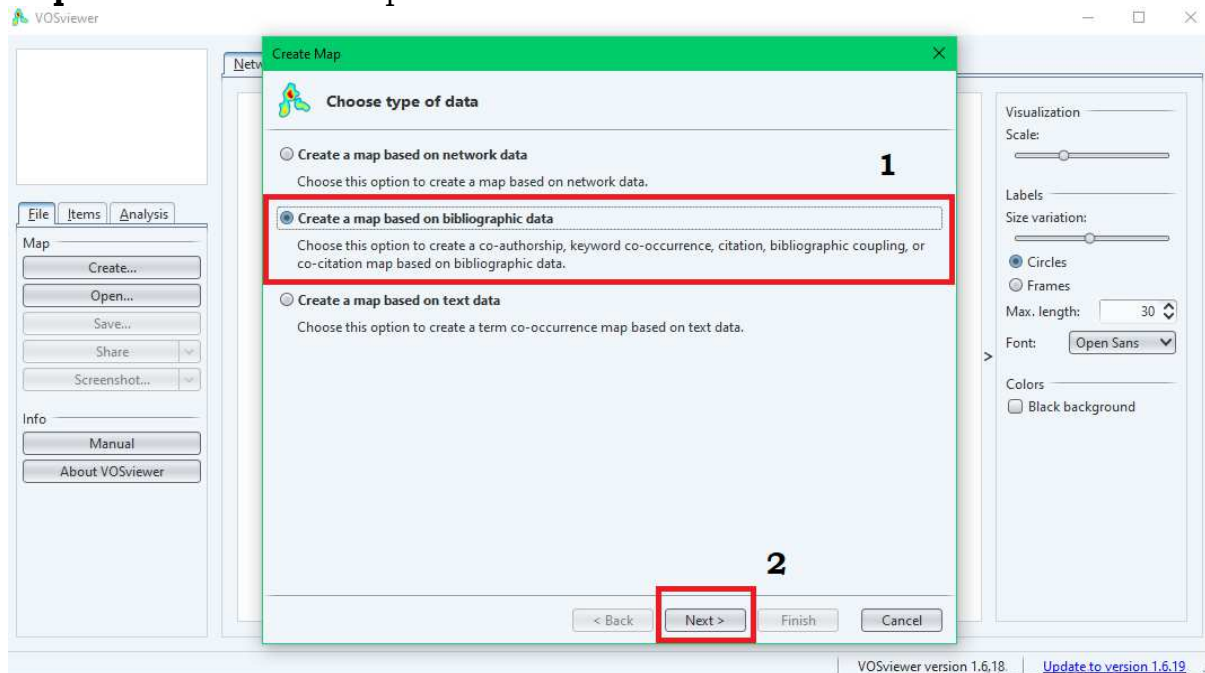 VOSviewer
Create Map
Choose type of data
Create a map based on network data
Choose this option to create a map based on network data.
1
Create a map based on bibliographic data
Choose this option to create a co-authorship, keyword co-occurrence, citation, bibliographic coupling, or
co-citation map based on bibliographic data.
Create a map based on text data
Choose this option to create a term co-occurrence map based on text data.
2
< Back
Next >
Finish
Cancel
File
Items
Analysis
Map
Create...
Open...
Save...
Share
Screenshot...
Info
Manual
About VOSviewer
Visualization
Scale:
Labels
Size variation:
Circles
Frames
Max. length:
30
Font:
Open Sans
>
Colors
Black background
VOSviewer version 1.6.18
Update to version 1.6.19